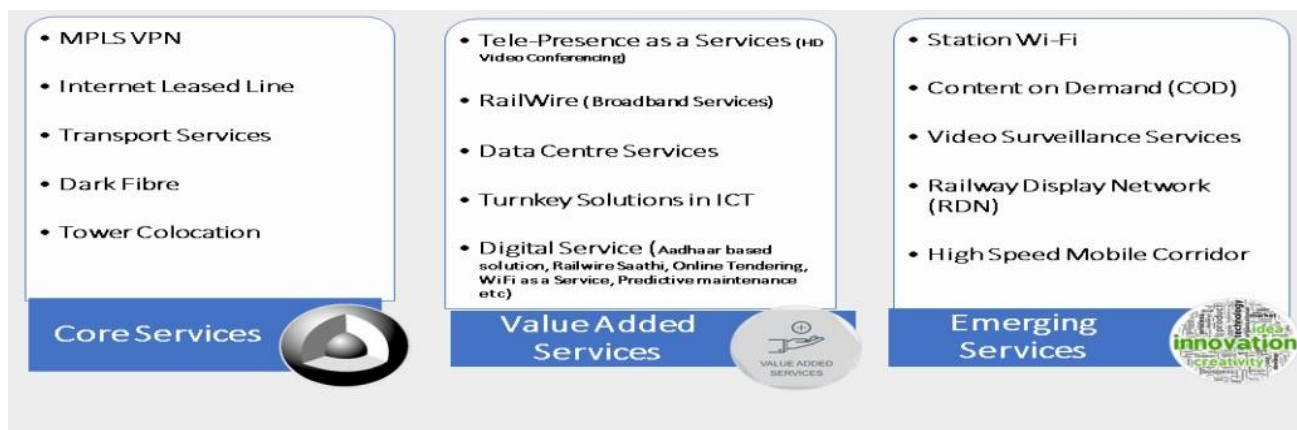 • MPLS VPN
• Internet Leased Line
• Transport Services
• Dark Fibre
• Tower Colocation
Core Services
• Tele-Presence as a Services (HD
Video Conferencing)
• RailWire (Broadband Services)
• Data Centre Services
• Turnkey Solutions in ICT
• Digital Service (Aadhaar based
solution, Railwire Saathi, Online Tendering,
WiFi as a Service, Predictive maintenance
etc)
Value Added
Services
VALUE ADDED
SERVICES
• Station Wi-Fi
• Content on Demand (COD)
• Video Surveillance Services
• Railway Display Network
(RDN)
• High Speed Mobile Corridor
Emerging
Services
technology
idea
innovation
creativity